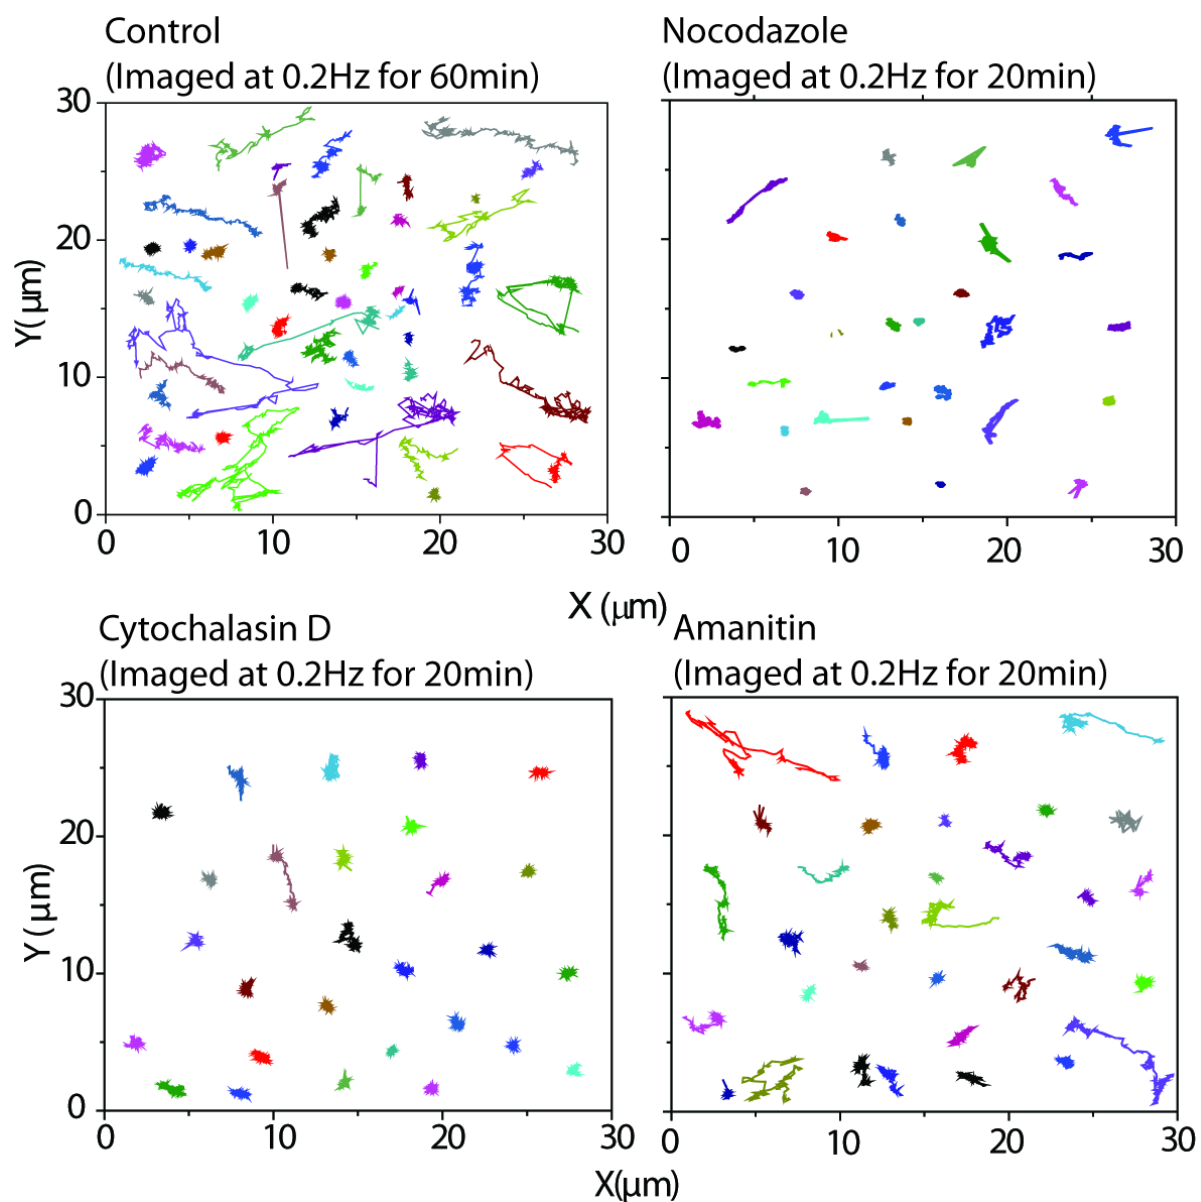 Control
(Imaged at 0.2Hz for 60min)
Nocodazole
(Imaged at 0.2Hz for 20min)
30
20
10
0
Y(μm)
0 10 20 30
0 10 20 30
X (μm)
Cytochalasin D
(Imaged at 0.2Hz for 20min)
Amanitin
(Imaged at 0.2Hz for 20min)
30
20
10
0
Y (μm)
0 10 20 30
0 10 20 30
X(μm)